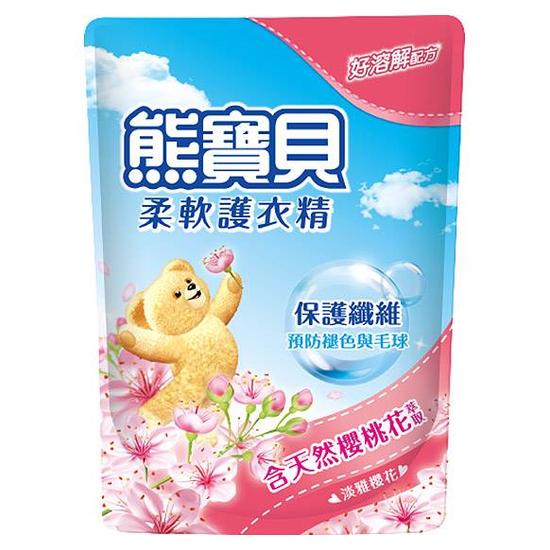 好溶解配方
熊寶貝
柔軟護衣精
保護纖維
預防褪色與毛球
含天然櫻桃花萃取
淡雅櫻花